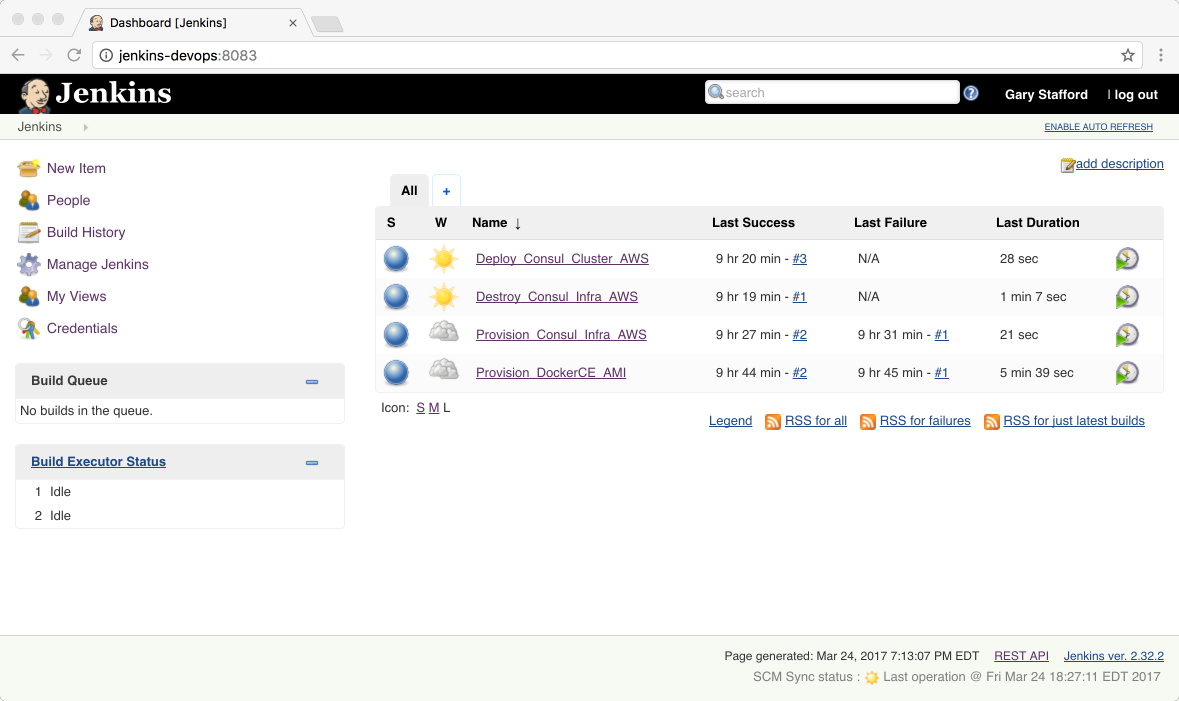 Dashboard [Jenkins]
jenkins-devops:8083
Jenkins
search
Gary Stafford
| log out
Jenkins
ENABLE AUTO REFRESH
New Item
People
Build History
Manage Jenkins
My Views
Credentials
Build Queue
No builds in the queue.
Build Executor Status
1 Idle
2 Idle
add description
All +
S W Name ↓ Last Success Last Failure Last Duration
Deploy_Consul_Cluster_AWS 9 hr 20 min - #3 N/A 28 sec
Destroy_Consul_Infra_AWS 9 hr 19 min - #1 N/A 1 min 7 sec
Provision_Consul_Infra_AWS 9 hr 27 min - #2 9 hr 31 min - #1 21 sec
Provision_DockerCE_AMI 9 hr 44 min - #2 9 hr 45 min - #1 5 min 39 sec
Icon: S M L
Legend RSS for all RSS for failures RSS for just latest builds
Page generated: Mar 24, 2017 7:13:07 PM EDT REST API Jenkins ver. 2.32.2
SCM Sync status : Last operation @ Fri Mar 24 18:27:11 EDT 2017